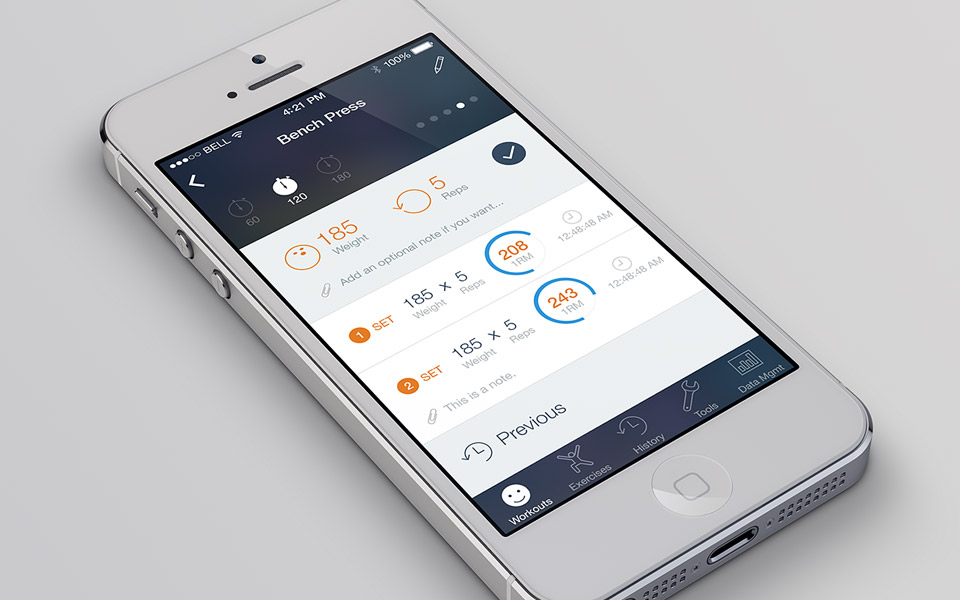 BELL 4:21 PM 100%
Bench Press
60 120 180
185 Weight 5 Reps
Add an optional note if you want...
1 SET 185 x 5 208 12:48:48 AM
Weight Reps 1RM
2 SET 185 x 5 243 12:48:48 AM
Weight Reps 1RM
This is a note.
Previous
Workouts Exercises History Tools Data Mgmt